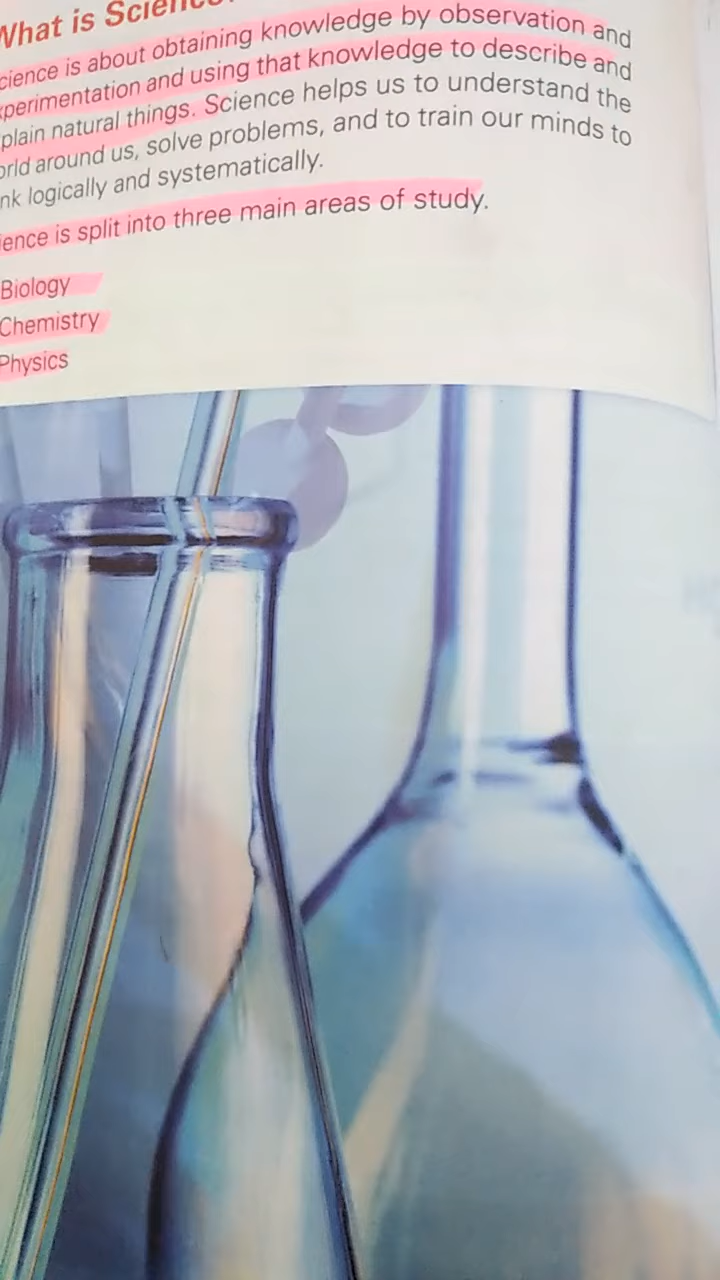 What is Science?
cience is about obtaining knowledge by observation and
xperimentation and using that knowledge to describe and
plain natural things. Science helps us to understand the
orld around us, solve problems, and to train our minds to
nk logically and systematically.
ience is split into three main areas of study.
Biology
Chemistry
Physics